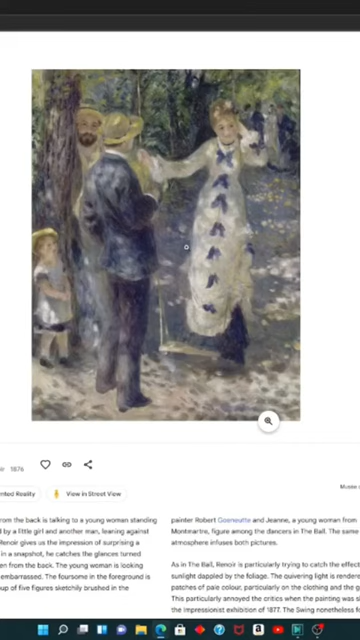 1876
View in Street View
from the back is talking to a young woman standing
by a little girl and another man, leaning against
Renoir gives us the impression of surprising a
in a snapshot, he catches the glances turned
en from the back. The young woman is looking
embarrassed. The foursome in the foreground is
up of five figures sketchily brushed in the
painter Robert Goeneutte and Jeanne, a young woman from
Montmartre, figure among the dancers in The Ball. The same
atmosphere infuses both pictures.
As in The Ball, Renoir is particularly trying to catch the effect
sunlight dappled by the foliage. The quivering light is rendere
patches of pale colour, particularly on the clothing and the g
This particularly annoyed the critics when the painting was s
the Impressionist exhibition of 1877. The Swing nonetheless f